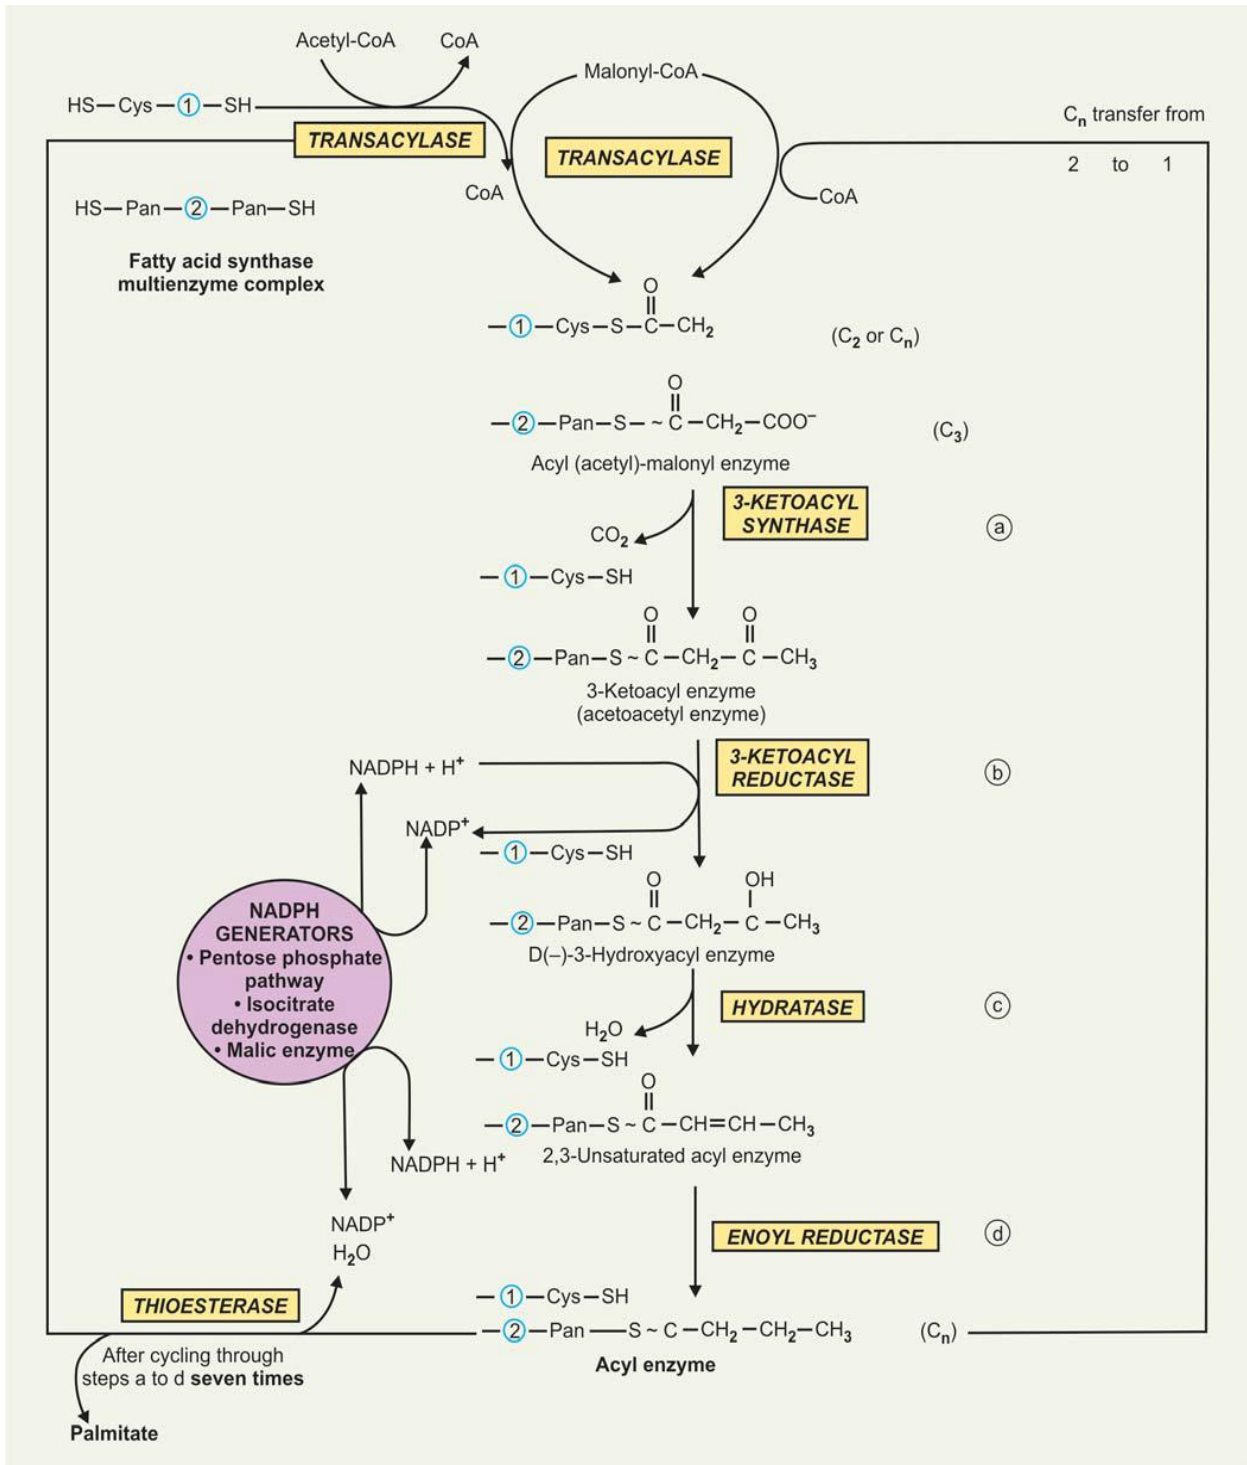 Acetyl-CoA
CoA
Malonyl-CoA
HS—Cys—1—SH
Cn transfer from
2 to 1
TRANSACYLASE
TRANSACYLASE
CoA
CoA
HS—Pan—2—Pan—SH
Fatty acid synthase
multienzyme complex
O
—1—Cys—S—C—CH2
(C2 or Cn)
O
—2—Pan—S—~C—CH2—COO–
(C3)
Acyl (acetyl)-malonyl enzyme
3-KETOACYL
SYNTHASE
a
CO2
—1—Cys—SH
O O
—2—Pan—S~C—CH2—C—CH3
3-Ketoacyl enzyme
(acetoacetyl enzyme)
3-KETOACYL
REDUCTASE
b
NADPH + H+
NADP+
—1—Cys—SH
O OH
—2—Pan—S~C—CH2—C—CH3
D(–)-3-Hydroxyacyl enzyme
NADPH
GENERATORS
• Pentose phosphate
pathway
• Isocitrate
dehydrogenase
• Malic enzyme
HYDRATASE
c
H2O
—1—Cys—SH
O
—2—Pan—S~C—CH=CH—CH3
2,3-Unsaturated acyl enzyme
NADPH + H+
NADP+
H2O
ENOYL REDUCTASE
d
THIOESTERASE
—1—Cys—SH
—2—Pan—S~C—CH2—CH2—CH3
(Cn)
Acyl enzyme
After cycling through
steps a to d seven times
Palmitate